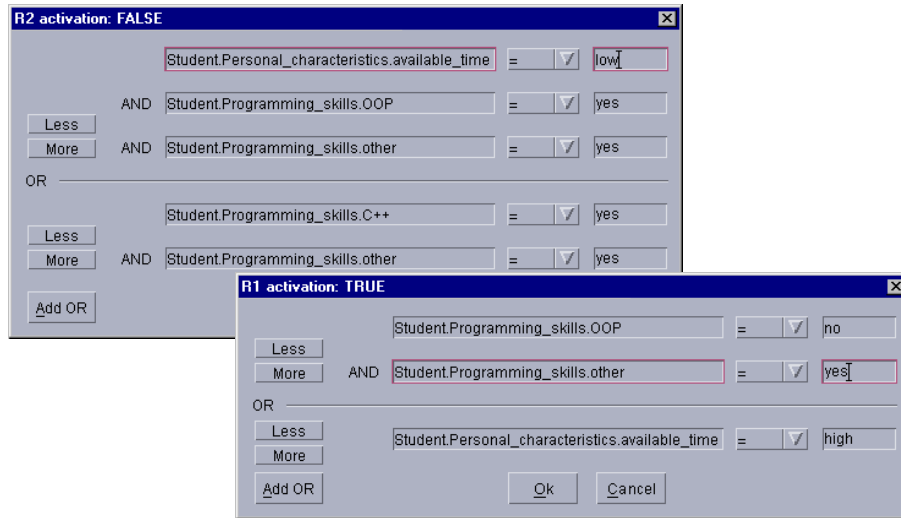 R2 activation: FALSE
Student.Personal_characteristics.available_time = low
AND Student.Programming_skills.OOP = yes
Less
More AND Student.Programming_skills.other = yes
OR
Student.Programming_skills.C++ = yes
Less
More AND Student.Programming_skills.other = yes
Add OR
R1 activation: TRUE
Student.Programming_skills.OOP = no
Less
More AND Student.Programming_skills.other = yes
OR
Less
Student.Personal_characteristics.available_time = high
More
Add OR Ok Cancel